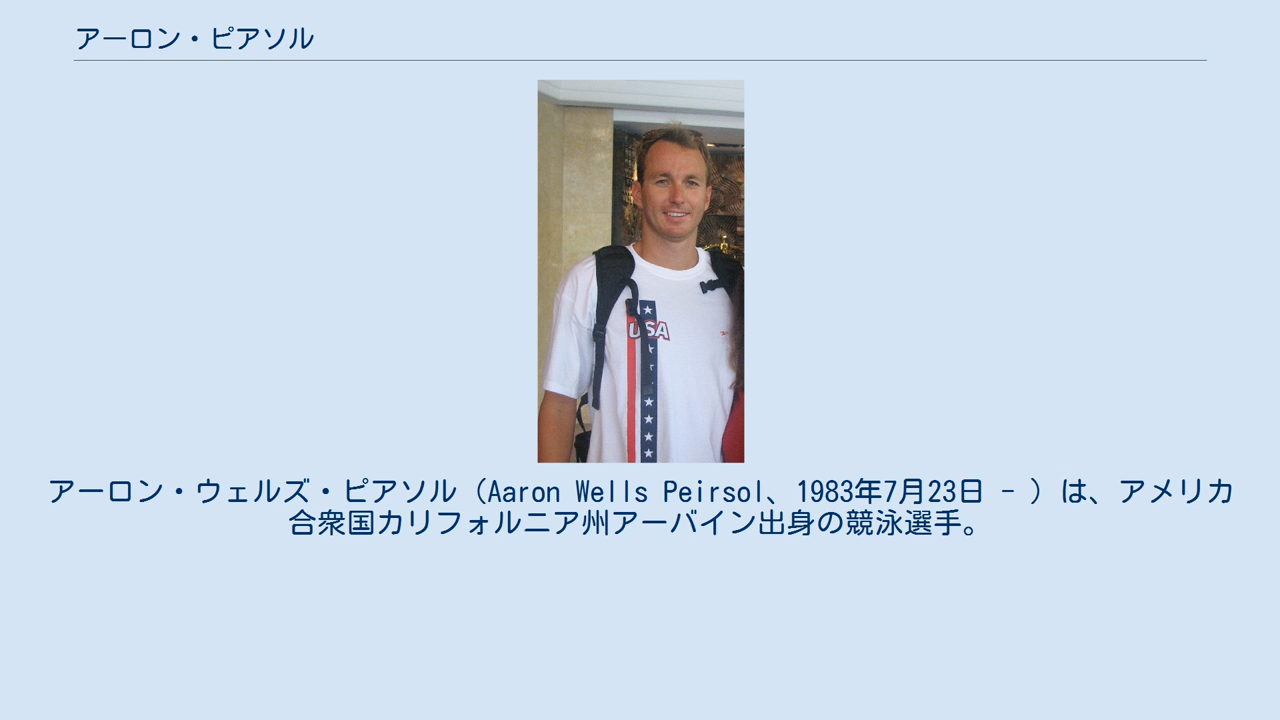 アーロン・ピアソル
USA
アーロン・ウェルズ・ピアソル（Aaron Wells Peirsol、1983年7月23日 - ）は、アメリカ
合衆国カリフォルニア州アーバイン出身の競泳選手。